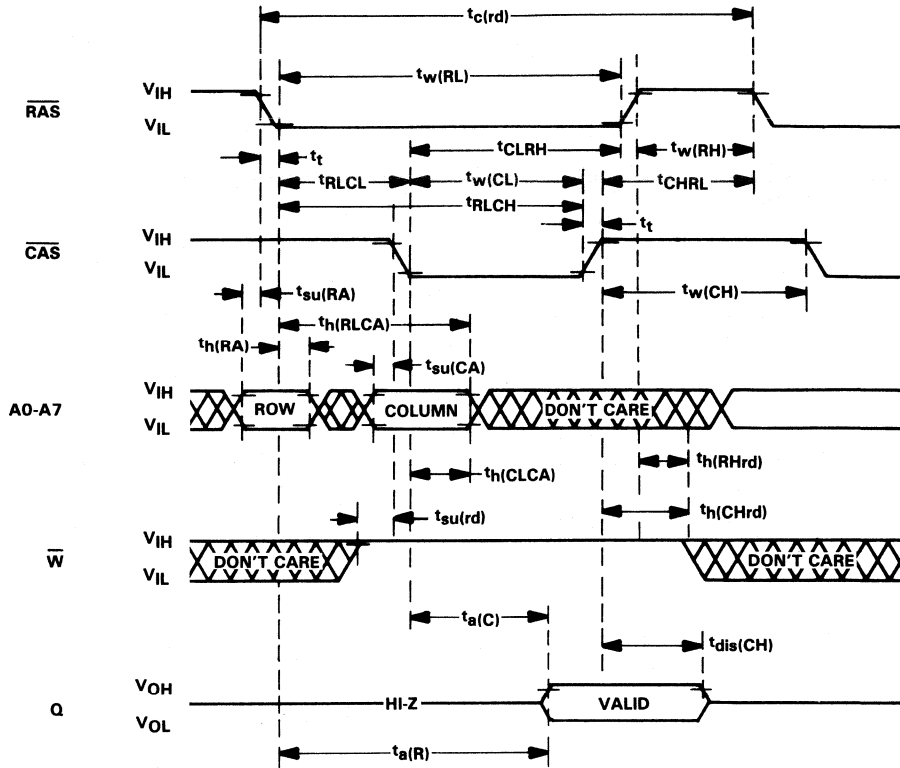 tc(rd)
tw(RL)
VIH
RAS
VIL
tCLRH
tw(RH)
tt
tRLCL
tw(CL)
tCHRL
tRLCH
tt
VIH
CAS
VIL
tw(CH)
tsu(RA)
th(RLCA)
th(RA)
tsu(CA)
VIH
A0-A7
ROW
COLUMN
DON'T CARE
VIL
th(RHrd)
th(CLCA)
tsu(rd)
th(CHrd)
VIH
W
DON'T CARE
DON'T CARE
VIL
ta(C)
tdis(CH)
VOH
Q
HI-Z
VALID
VOL
ta(R)